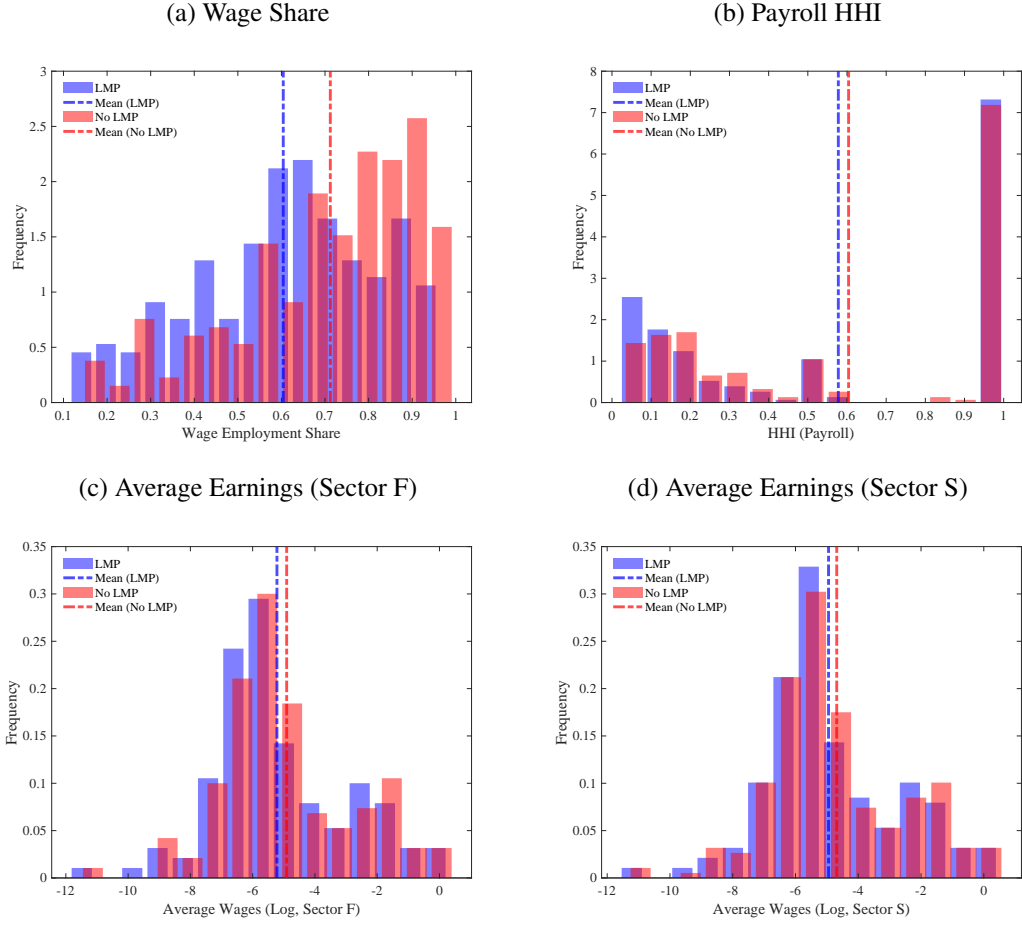 (a) Wage Share
(b) Payroll HHI
LMP
Mean (LMP)
No LMP
Mean (No LMP)
3
2.5
2
1.5
1
0.5
0
Frequency
0.1 0.2 0.3 0.4 0.5 0.6 0.7 0.8 0.9 1
Wage Employment Share
LMP
Mean (LMP)
No LMP
Mean (No LMP)
8
7
6
5
4
3
2
1
0
Frequency
0 0.1 0.2 0.3 0.4 0.5 0.6 0.7 0.8 0.9 1
HHI (Payroll)
(c) Average Earnings (Sector F)
(d) Average Earnings (Sector S)
LMP
Mean (LMP)
No LMP
Mean (No LMP)
0.35
0.3
0.25
0.2
0.15
0.1
0.05
0
Frequency
-12 -10 -8 -6 -4 -2 0
Average Wages (Log, Sector F)
LMP
Mean (LMP)
No LMP
Mean (No LMP)
0.35
0.3
0.25
0.2
0.15
0.1
0.05
0
Frequency
-12 -10 -8 -6 -4 -2 0
Average Wages (Log, Sector S)